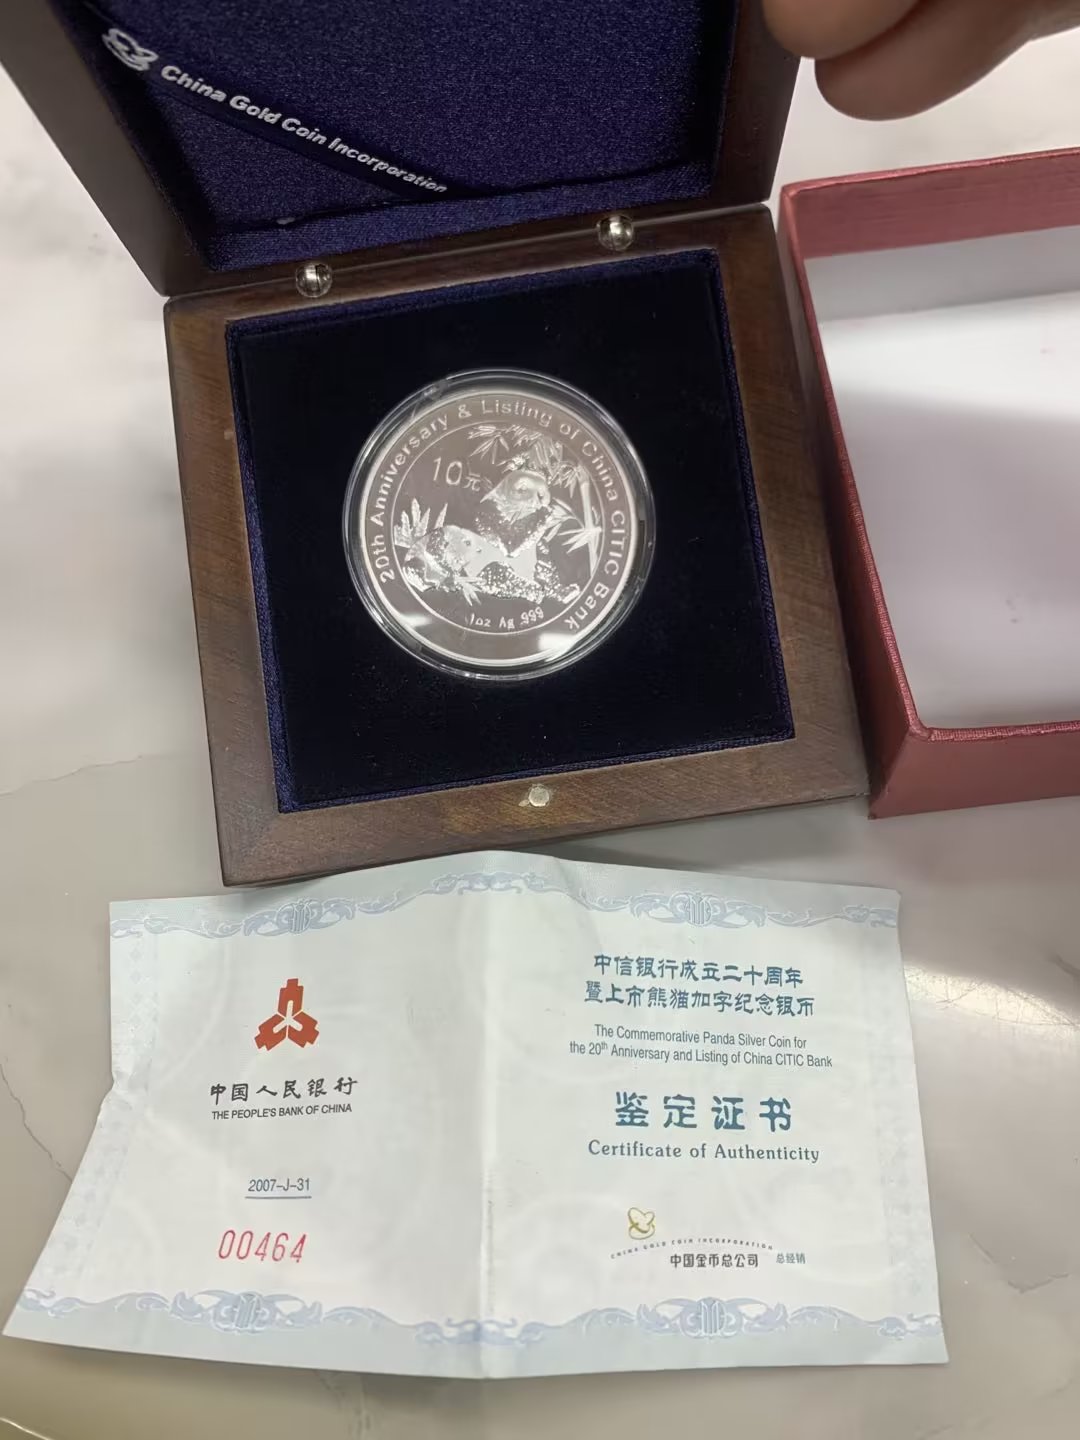 China Gold Coin Incorporation
20th Anniversary & Listing of China CITIC Bank
10元
1oz Ag .999
中国人民银行
THE PEOPLE'S BANK OF CHINA
2007-J-31
00464
中信银行成立二十周年
暨上市熊猫加字纪念银币
The Commemorative Panda Silver Coin for
the 20th Anniversary and Listing of China CITIC Bank
鉴定证书
Certificate of Authenticity
CHINA GOLD COIN INCORPORATION
中国金币总公司 总经销